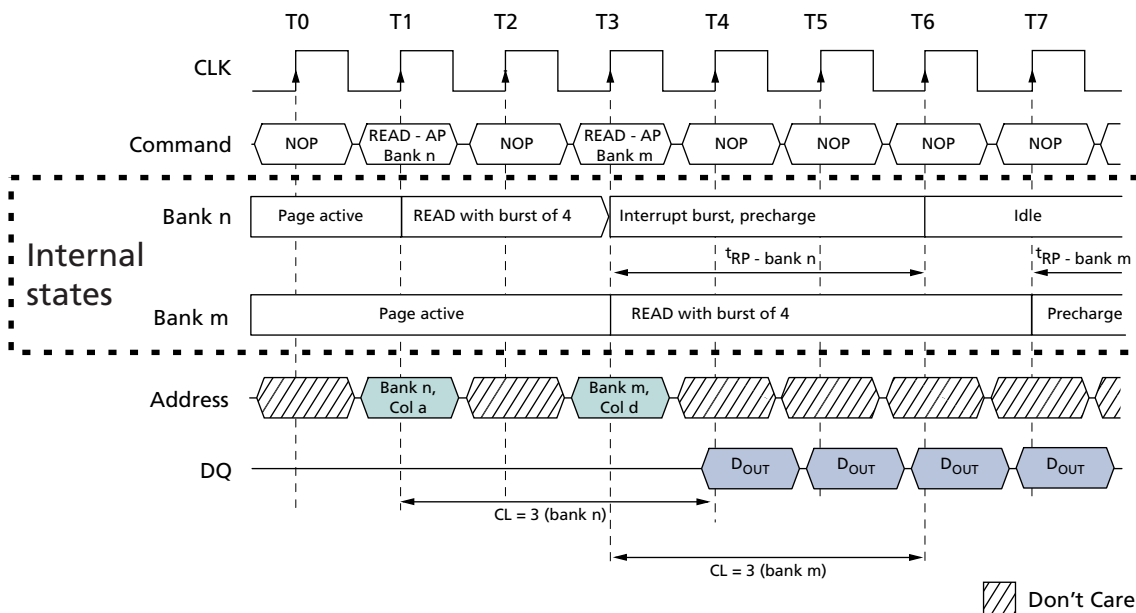 T0 T1 T2 T3 T4 T5 T6 T7
CLK
Command NOP READ - AP Bank n NOP READ - AP Bank m NOP NOP NOP NOP
Bank n Page active READ with burst of 4 Interrupt burst, precharge Idle
Internal states
tRP - bank n tRP - bank m
Bank m Page active READ with burst of 4 Precharge
Address Bank n, Col a Bank m, Col d
DQ DOUT DOUT DOUT DOUT
CL = 3 (bank n)
CL = 3 (bank m)
Don't Care